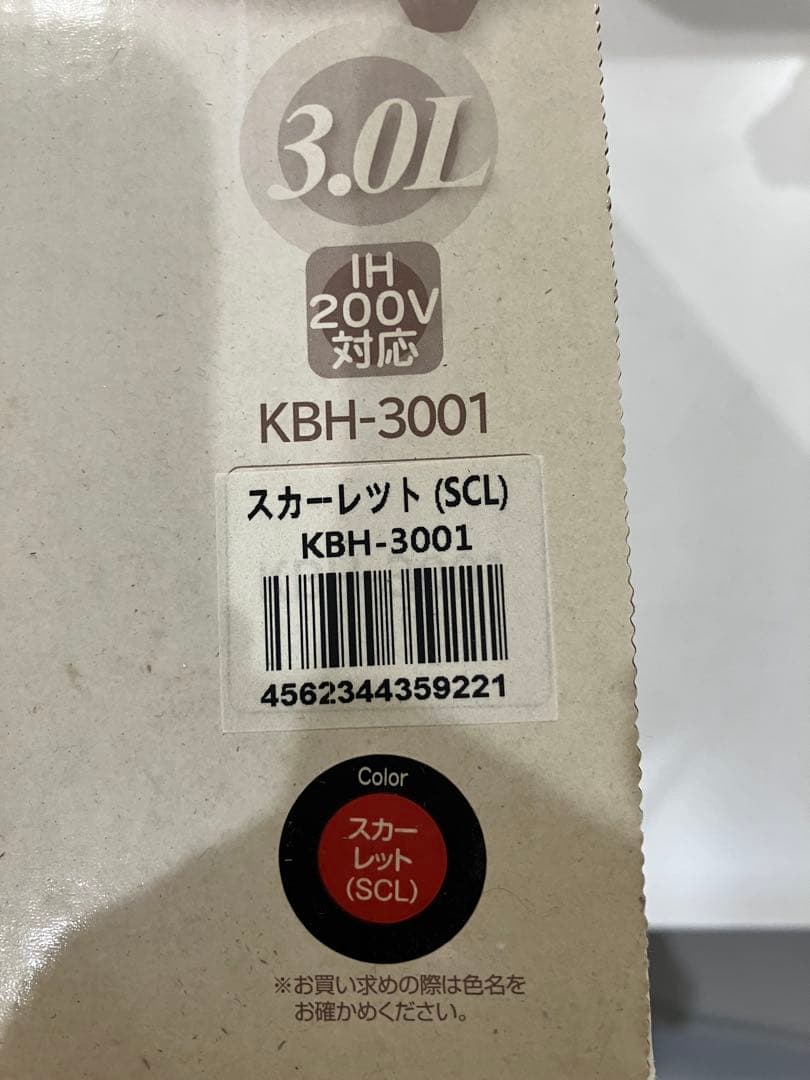 3.0L
IH
200V
対応
KBH-3001
スカーレット (SCL)
KBH-3001
4562344359221
Color
スカー
レット
(SCL)
※お買い求めの際は色名を
お確かめください。